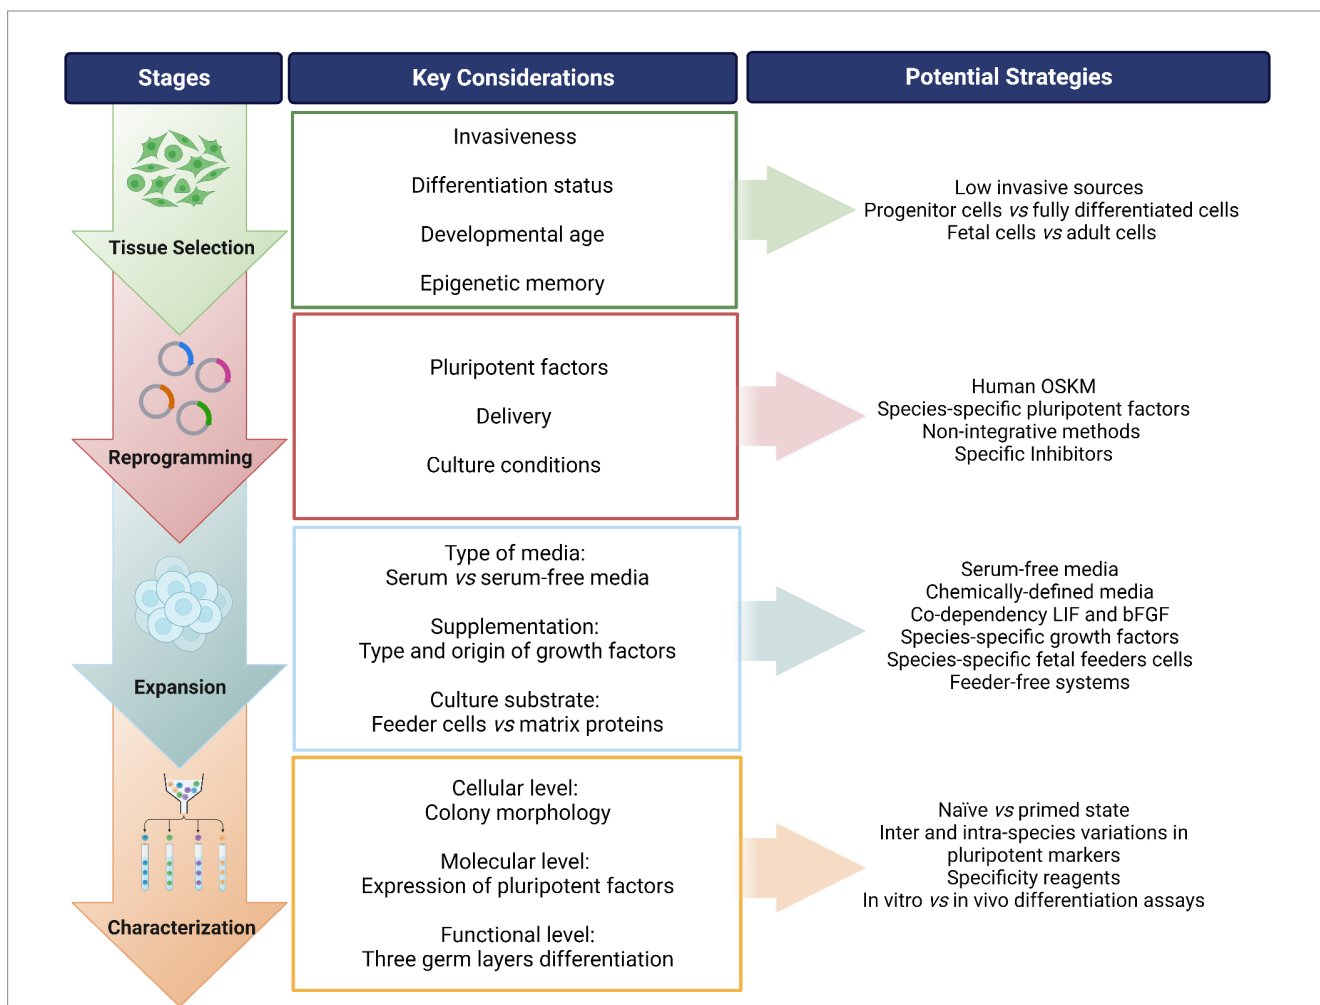 Stages
Key Considerations
Potential Strategies
Tissue Selection
Invasiveness
Differentiation status
Developmental age
Epigenetic memory
Low invasive sources
Progenitor cells vs fully differentiated cells
Fetal cells vs adult cells
Reprogramming
Pluripotent factors
Delivery
Culture conditions
Human OSKM
Species-specific pluripotent factors
Non-integrative methods
Specific Inhibitors
Expansion
Type of media:
Serum vs serum-free media
Supplementation:
Type and origin of growth factors
Culture substrate:
Feeder cells vs matrix proteins
Serum-free media
Chemically-defined media
Co-dependency LIF and bFGF
Species-specific growth factors
Species-specific fetal feeders cells
Feeder-free systems
Characterization
Cellular level:
Colony morphology
Molecular level:
Expression of pluripotent factors
Functional level:
Three germ layers differentiation
Naïve vs primed state
Inter and intra-species variations in
pluripotent markers
Specificity reagents
In vitro vs in vivo differentiation assays